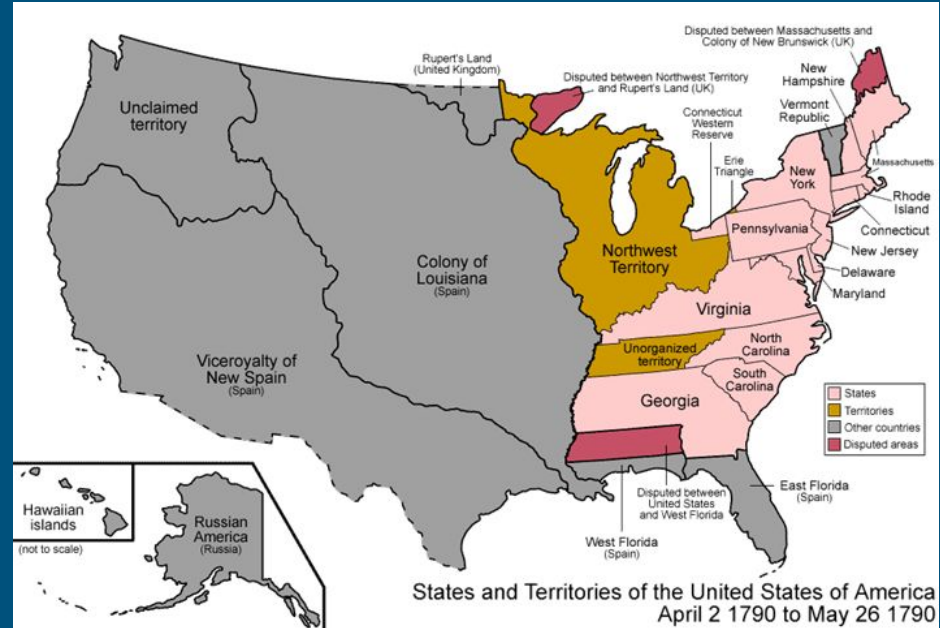 Disputed between Massachusetts and
Colony of New Brunswick (UK)
Rupert's Land
(United Kingdom)
Disputed between Northwest Territory
and Rupert's Land (UK)
New
Hampshire
Vermont
Republic
Connecticut
Western
Reserve
Erie
Triangle
Unclaimed
territory
New
York
Massachusetts
Rhode
Island
Connecticut
Pennsylvania
New Jersey
Delaware
Maryland
Northwest
Territory
Colony of
Louisiana
(Spain)
Virginia
Viceroyalty of
New Spain
(Spain)
Unorganized
territory
North
Carolina
South
Carolina
Georgia
States
Territories
Other countries
Disputed areas
East Florida
(Spain)
Disputed between
United States
and West Florida
West Florida
(Spain)
Hawaiian
islands
(not to scale)
Russian
America
(Russia)
States and Territories of the United States of America
April 2 1790 to May 26 1790